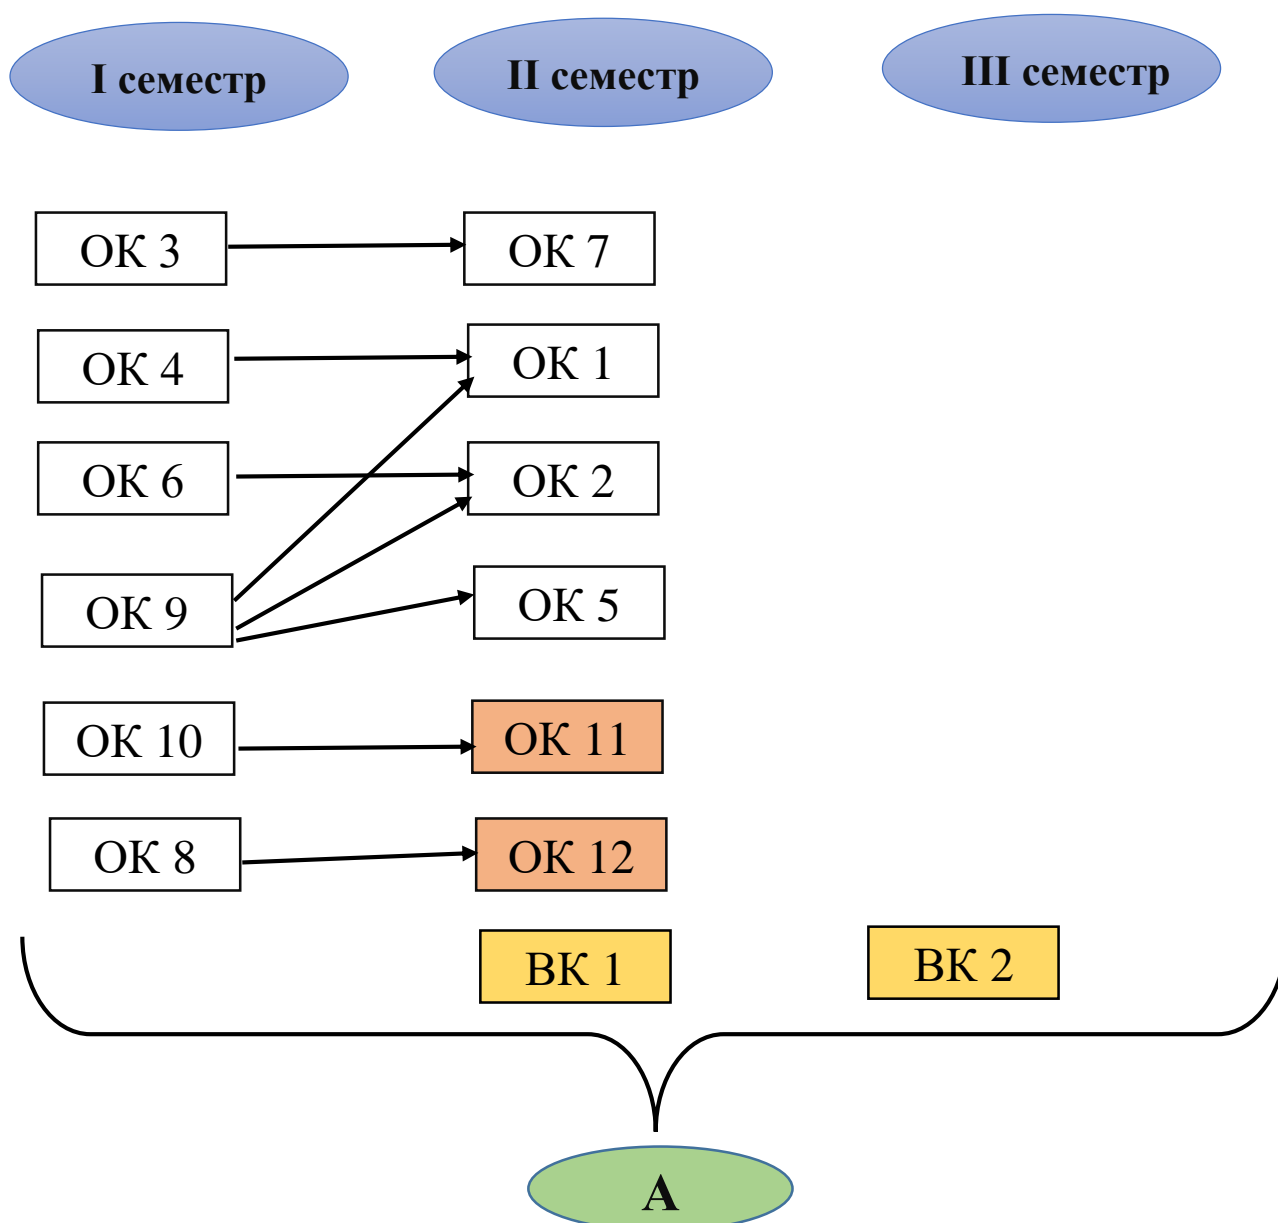 I семестр
II семестр
III семестр
ОК 3
ОК 7
ОК 4
ОК 1
ОК 6
ОК 2
ОК 9
ОК 5
ОК 10
ОК 11
ОК 8
ОК 12
ВК 1
ВК 2
А